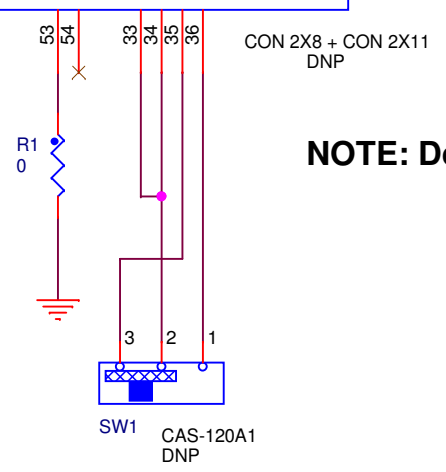 53 54 33 34 35 36
CON 2X8 + CON 2X11
DNP
R1
0
NOTE: D
3 2 1
SW1
CAS-120A1
DNP